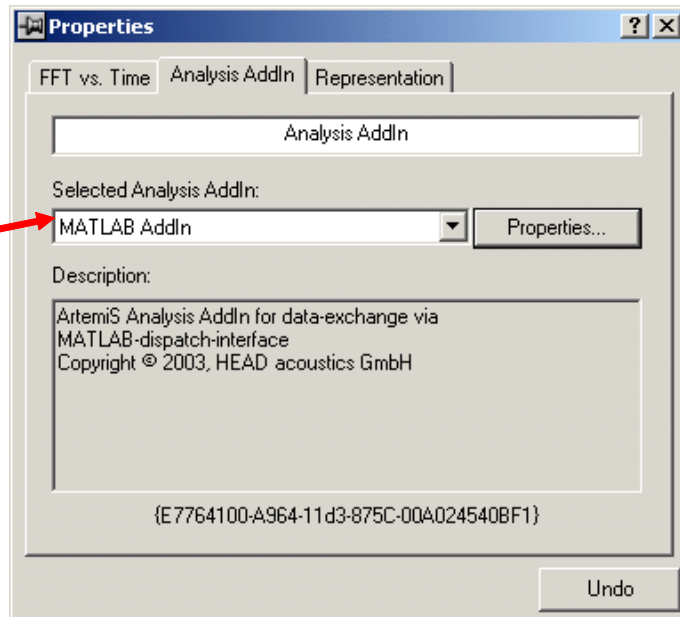 Properties
FFT vs. Time Analysis AddIn Representation
Analysis AddIn
Selected Analysis AddIn:
MATLAB AddIn Properties...
Description:
ArtemiS Analysis AddIn for data-exchange via
MATLAB-dispatch-interface
Copyright © 2003, HEAD acoustics GmbH
{E7764100-A964-11d3-875C-00A024540BF1}
Undo